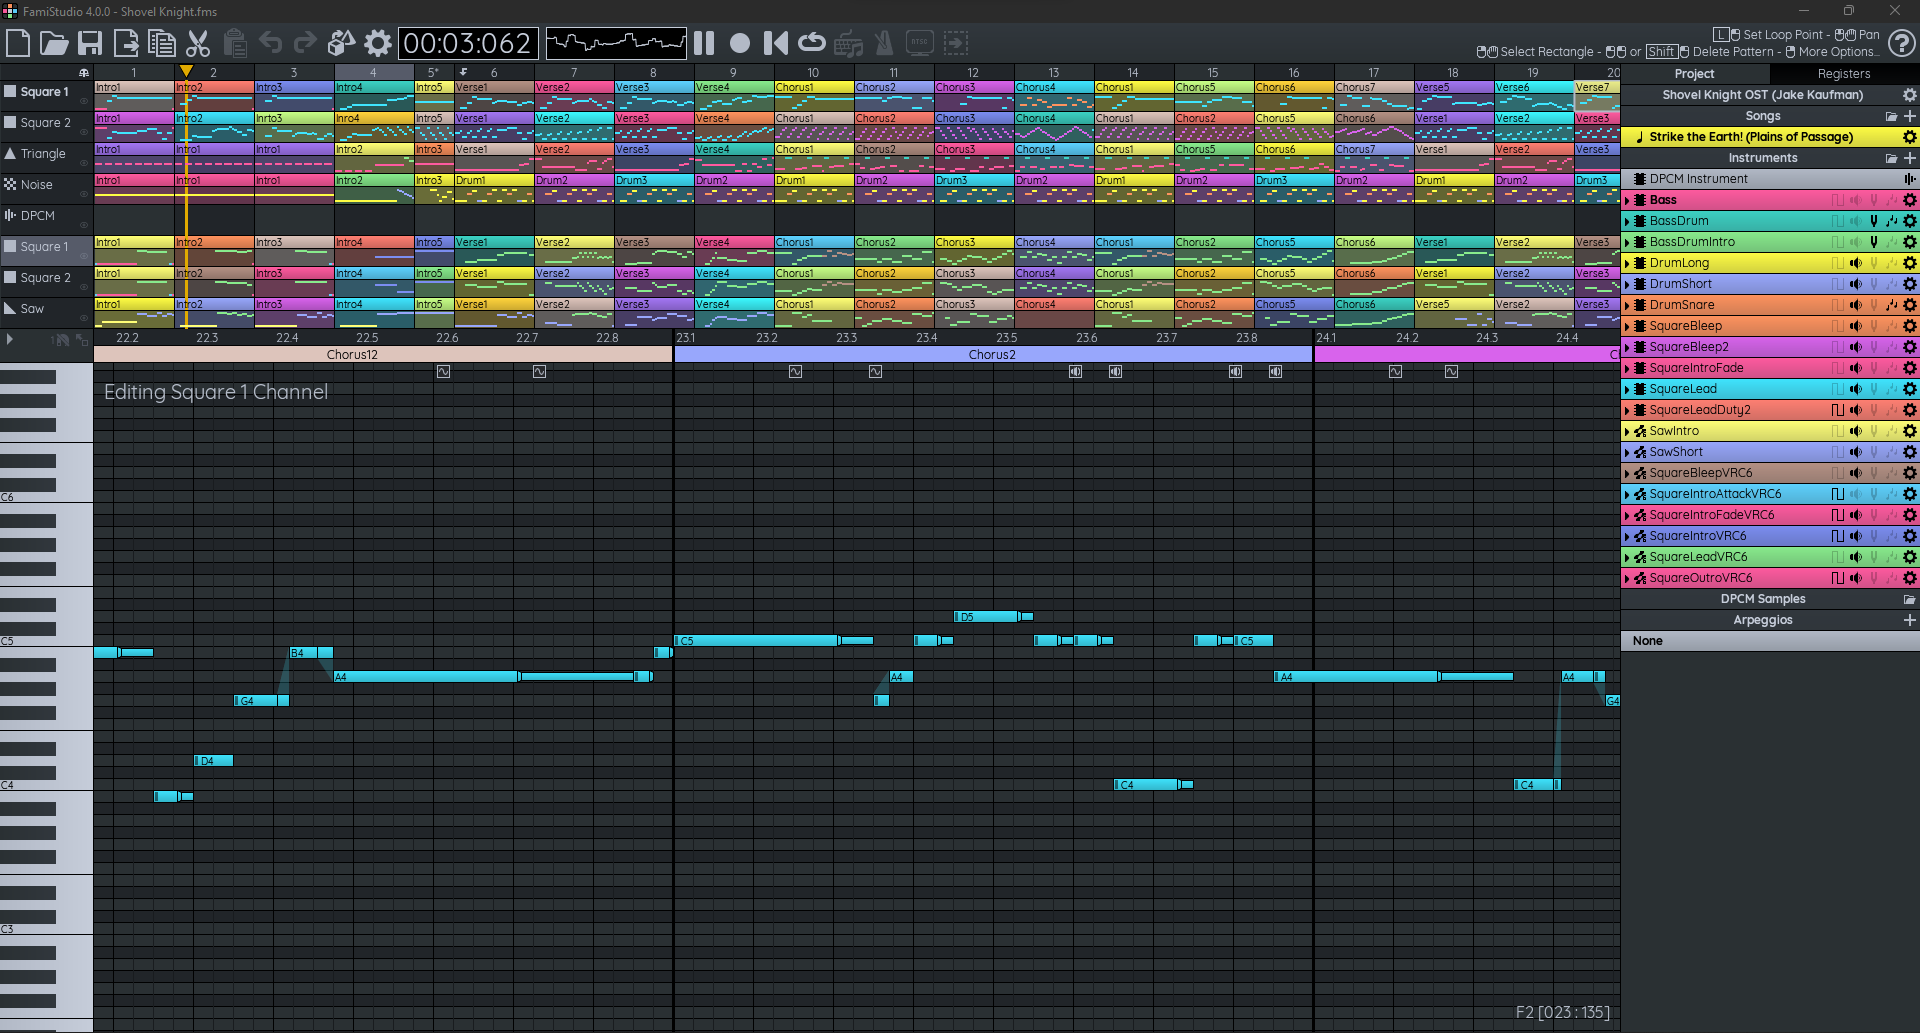 FamiStudio 4.0.0 - Shovel Knight.fms
00:03:062
L Set Loop Point - Pan
Select Rectangle - or Shift Delete Pattern - More Options...
1 2 3 4 5* 6 7 8 9 10 11 12 13 14 15 16 17 18 19 20
Square 1 Intro1 Intro2 Intro3 Intro4 Intro5 Verse1 Verse2 Verse3 Verse4 Chorus1 Chorus2 Chorus3 Chorus4 Chorus1 Chorus5 Chorus6 Chorus7 Verse5 Verse6 Verse7
Square 2 Intro1 Intro2 Inrto3 Inro4 Intro5 Verse1 Verse2 Verse3 Verse4 Chorus1 Chorus2 Chorus3 Chorus4 Chorus1 Chorus2 Chorus5 Chorus6 Verse1 Verse2 Verse3
Triangle Intro1 Intro1 Intro1 Intro2 Intro3 Verse1 Verse2 Verse3 Verse4 Chorus1 Chorus2 Chorus3 Chorus4 Chorus1 Chorus5 Chorus6 Chorus7 Verse1 Verse2 Verse3
Noise Intro1 Intro1 Intro1 Intro2 Intro3 Drum1 Drum2 Drum3 Drum2 Drum1 Drum2 Drum3 Drum2 Drum1 Drum2 Drum3 Drum2 Drum1 Drum2 Drum3
DPCM
Square 1 Intro1 Intro2 Intro3 Intro4 Intro5 Verse1 Verse2 Verse3 Verse4 Chorus1 Chorus2 Chorus3 Chorus4 Chorus1 Chorus2 Chorus5 Chorus6 Verse1 Verse2 Verse3
Square 2 Intro1 Intro2 Intro3 Intro4 Intro5 Verse1 Verse2 Verse3 Verse4 Chorus1 Chorus2 Chorus3 Chorus4 Chorus1 Chorus2 Chorus5 Chorus6 Verse1 Verse2 Verse3
Saw Intro1 Intro2 Intro3 Intro4 Intro5 Verse1 Verse2 Verse3 Verse4 Chorus1 Chorus2 Chorus3 Chorus4 Chorus1 Chorus2 Chorus5 Chorus6 Verse5 Verse2 Verse3
22.2 22.3 22.4 22.5 22.6 22.7 22.8 23.1 23.2 23.3 23.4 23.5 23.6 23.7 23.8 24.1 24.2 24.3 24.4
Chorus12 Chorus2
Editing Square 1 Channel
C6
D5
C5 C5 C5
B4
A4 A4 A4 A4
G4 G4
D4
C4 C4 C4
C3
F2 [023 : 135]
Project Registers
Shovel Knight OST (Jake Kaufman)
Songs
Strike the Earth! (Plains of Passage)
Instruments
DPCM Instrument
Bass
BassDrum
BassDrumIntro
DrumLong
DrumShort
DrumSnare
SquareBleep
SquareBleep2
SquareIntroFade
SquareLead
SquareLeadDuty2
SawIntro
SawShort
SquareBleepVRC6
SquareIntroAttackVRC6
SquareIntroFadeVRC6
SquareIntroVRC6
SquareLeadVRC6
SquareOutroVRC6
DPCM Samples
Arpeggios
None